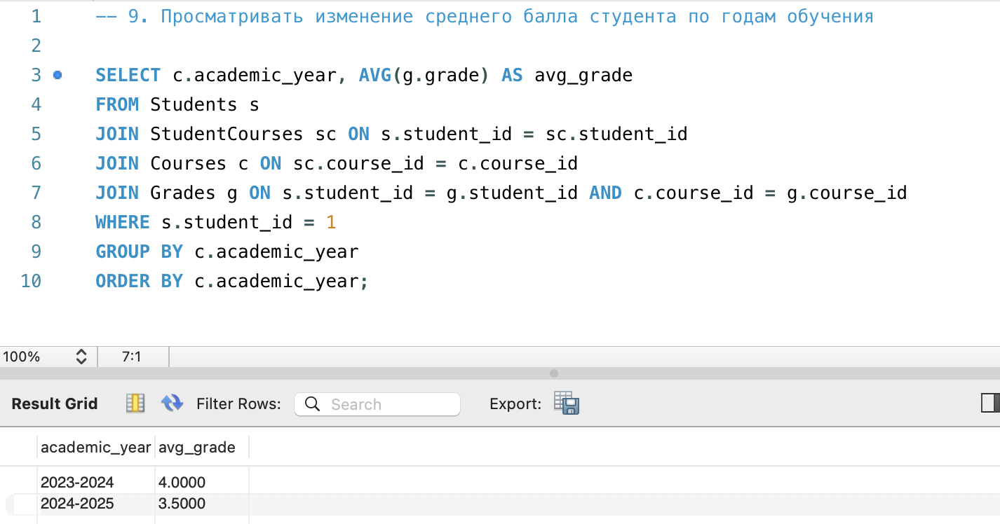 1 -- 9. Просматривать изменение среднего балла студента по годам обучения
2
3 SELECT c.academic_year, AVG(g.grade) AS avg_grade
4 FROM Students s
5 JOIN StudentCourses sc ON s.student_id = sc.student_id
6 JOIN Courses c ON sc.course_id = c.course_id
7 JOIN Grades g ON s.student_id = g.student_id AND c.course_id = g.course_id
8 WHERE s.student_id = 1
9 GROUP BY c.academic_year
10 ORDER BY c.academic_year;
100% 7:1
Result Grid Filter Rows: Search Export:
academic_year avg_grade
2023-2024 4.0000
2024-2025 3.5000